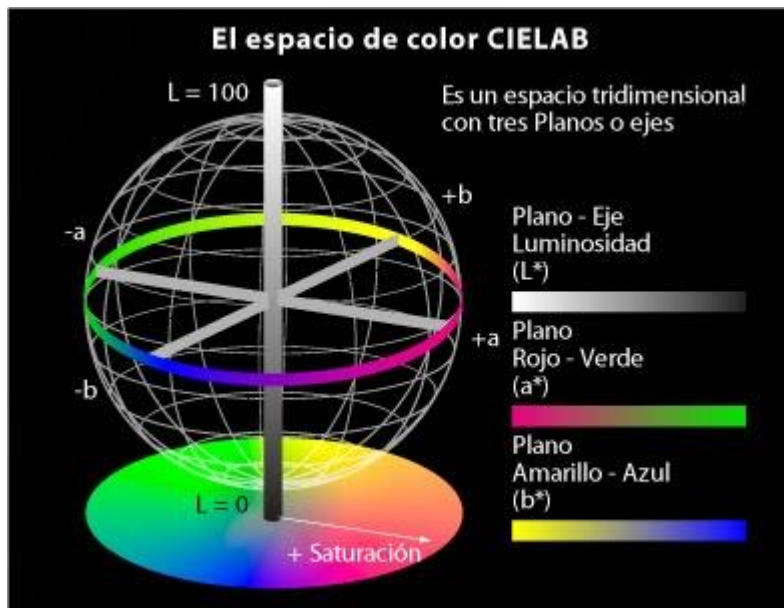 El espacio de color CIELAB
L = 100
Es un espacio tridimensional
con tres Planos o ejes
+b
-a
Plano - Eje
Luminosidad
(L*)
Plano
Rojo - Verde
(a*)
+a
-b
Plano
Amarillo - Azul
(b*)
L = 0
+ Saturación